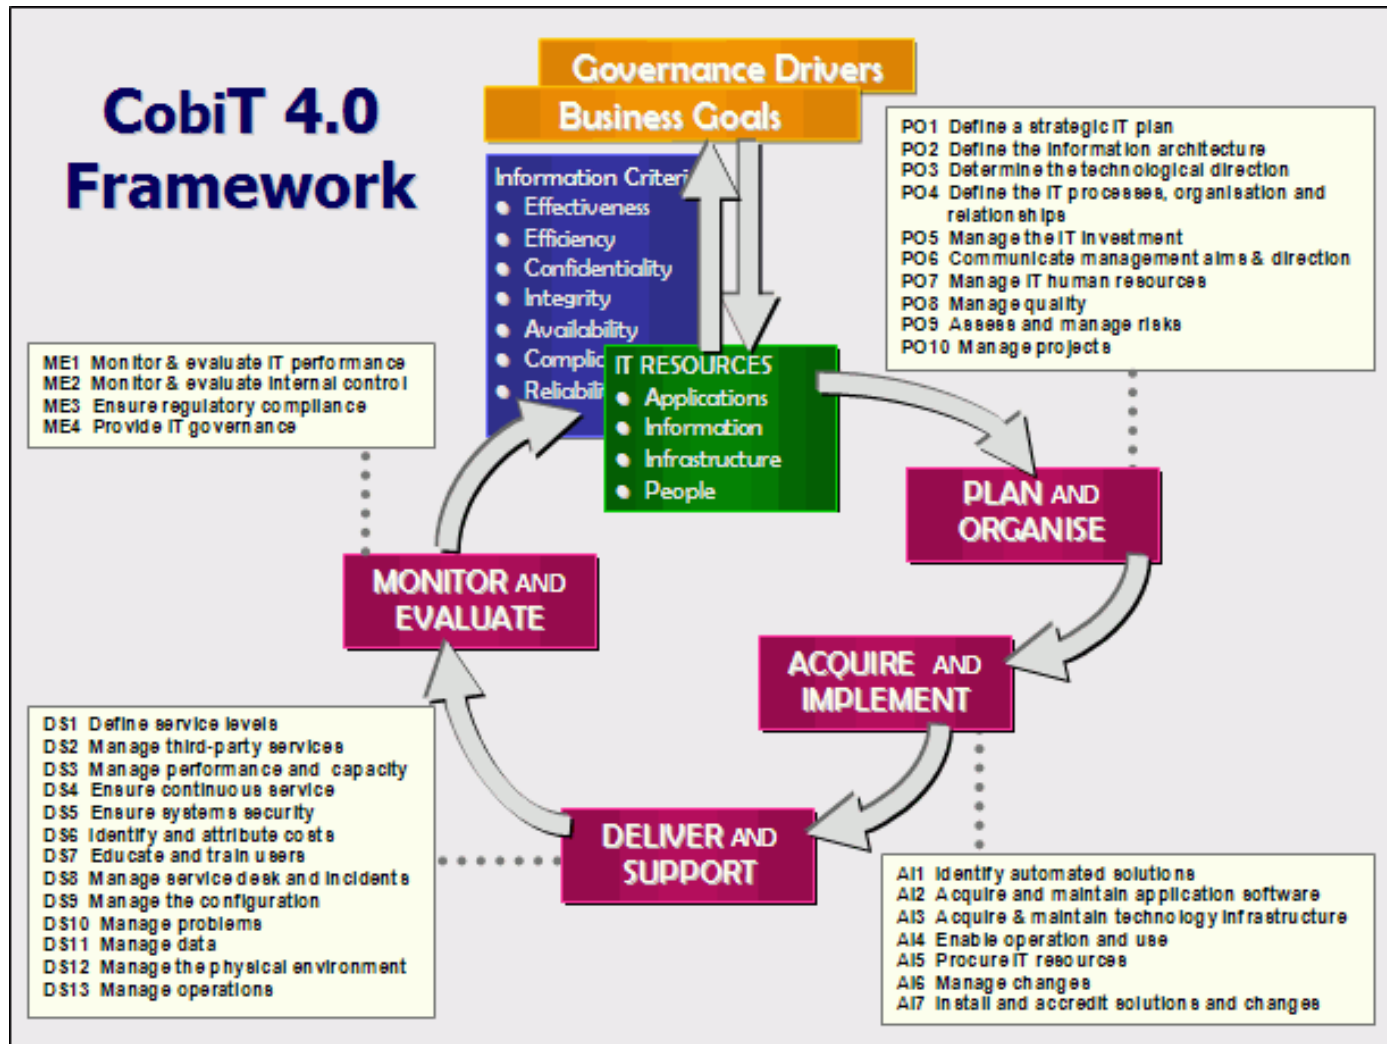 CobiT 4.0
Framework
Governance Drivers
Business Goals
Information Criteri
● Effectiveness
● Efficiency
● Confidentiality
● Integrity
● Availability
● Complic
● Reliabili
IT RESOURCES
● Applications
● Information
● Infrastructure
● People
PO1 Define a strategic IT plan
PO2 Define the information architecture
PO3 Determine the technological direction
PO4 Define the IT processes, organisation and
relationships
PO5 Manage the IT investment
PO6 Communicate management aims & direction
PO7 Manage IT human resources
PO8 Manage quality
PO9 Assess and manage risks
PO10 Manage projects
PLAN AND
ORGANISE
ME1 Monitor & evaluate IT performance
ME2 Monitor & evaluate internal control
ME3 Ensure regulatory compliance
ME4 Provide IT governance
MONITOR AND
EVALUATE
ACQUIRE AND
IMPLEMENT
DS1 Define service levels
DS2 Manage third-party services
DS3 Manage performance and capacity
DS4 Ensure continuous service
DS5 Ensure systems security
DS6 Identify and attribute costs
DS7 Educate and train users
DS8 Manage service desk and incidents
DS9 Manage the configuration
DS10 Manage problems
DS11 Manage data
DS12 Manage the physical environment
DS13 Manage operations
DELIVER AND
SUPPORT
AI1 Identify automated solutions
AI2 Acquire and maintain application software
AI3 Acquire & maintain technology infrastructure
AI4 Enable operation and use
AI5 Procure IT resources
AI6 Manage changes
AI7 Install and accredit solutions and changes